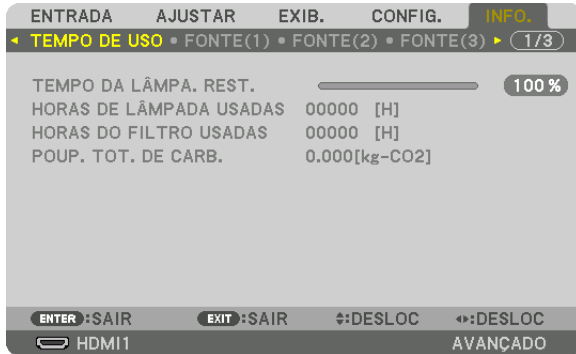 ENTRADA AJUSTAR EXIB. CONFIG. INFO.
TEMPO DE USO • FONTE(1) • FONTE(2) • FONTE(3) 1/3
TEMPO DA LÂMPA. REST. 100%
HORAS DE LÂMPADA USADAS 00000 [H]
HORAS DO FILTRO USADAS 00000 [H]
POUP. TOT. DE CARB. 0.000[kg-CO2]
ENTER :SAIR EXIT :SAIR :DESLOC :DESLOC
HDMI1 AVANÇADO